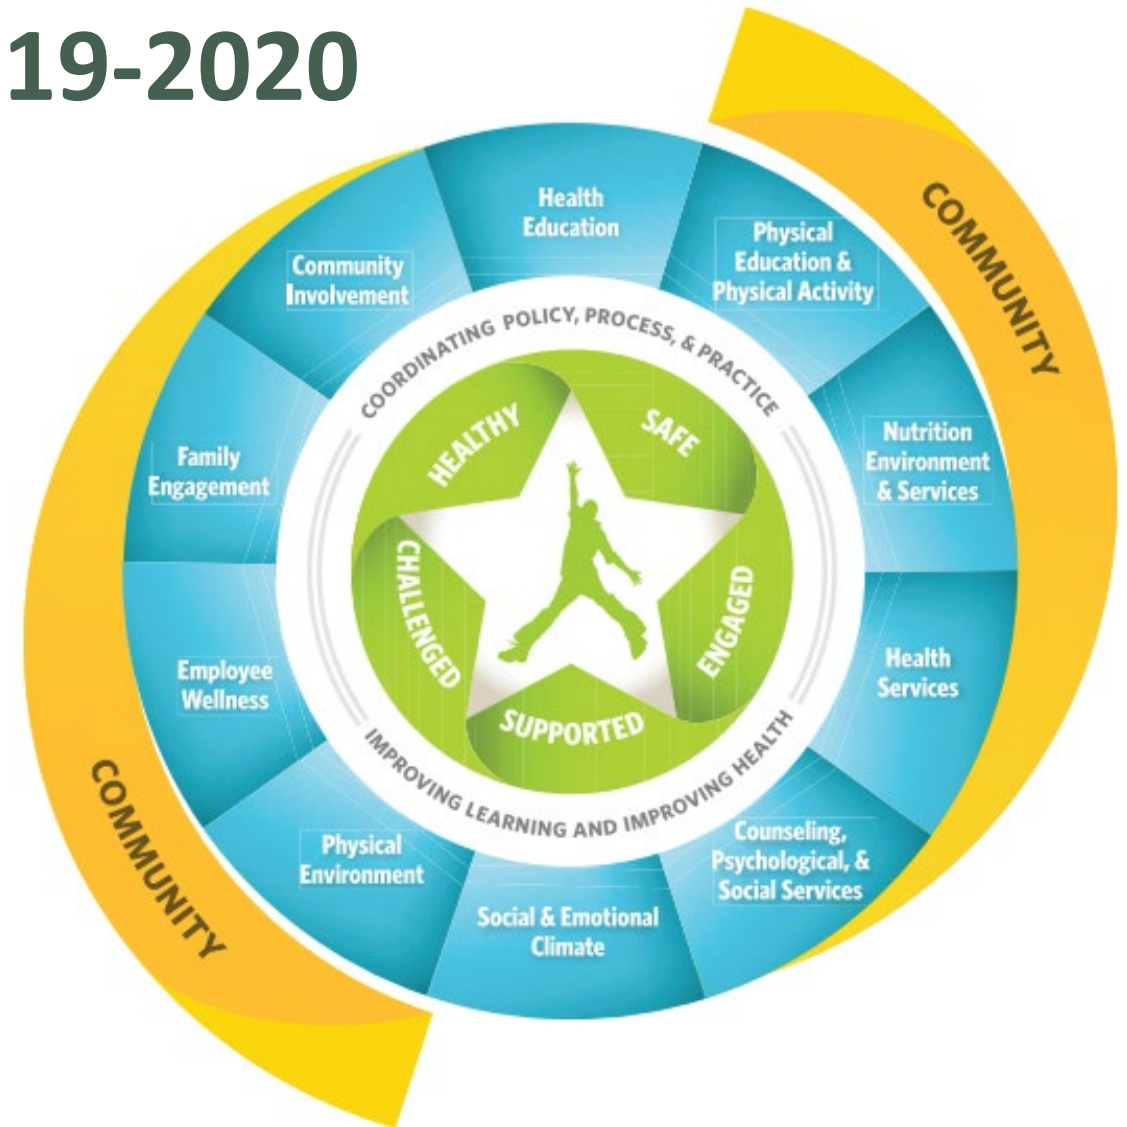 19-2020
COMMUNITY
Health
Education
Physical
Education &
Physical Activity
Nutrition
Environment
& Services
Health
Services
Counseling,
Psychological, &
Social Services
Social & Emotional
Climate
Physical
Environment
Employee
Wellness
Family
Engagement
Community
Involvement
COORDINATING POLICY, PROCESS, & PRACTICE
IMPROVING LEARNING AND IMPROVING HEALTH
HEALTHY
SAFE
ENGAGED
SUPPORTED
CHALLENGED
COMMUNITY